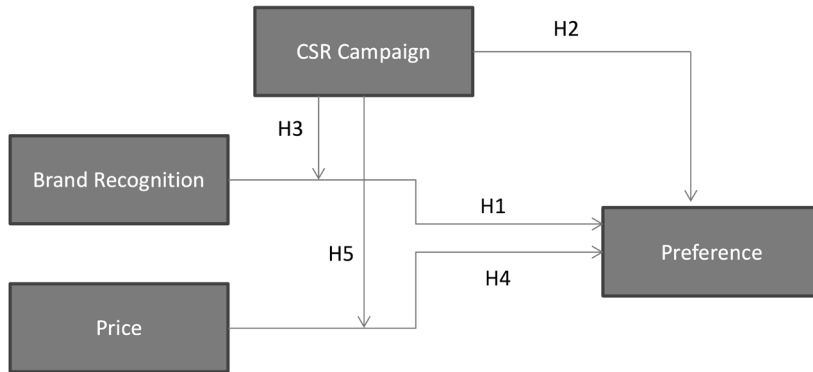 CSR Campaign
H2
H3
Brand Recognition
H1
Preference
H5
H4
Price